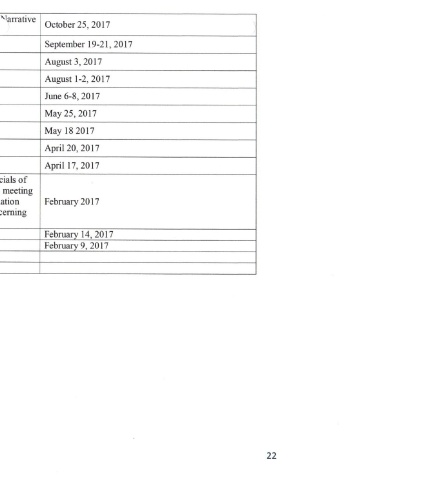 Narrative October 25, 2017
September 19-21, 2017
August 3, 2017
August 1-2, 2017
June 6-8, 2017
May 25, 2017
May 18 2017
April 20, 2017
April 17, 2017
cials of
meeting
ation February 2017
cerning
February 14, 2017
February 9, 2017
22